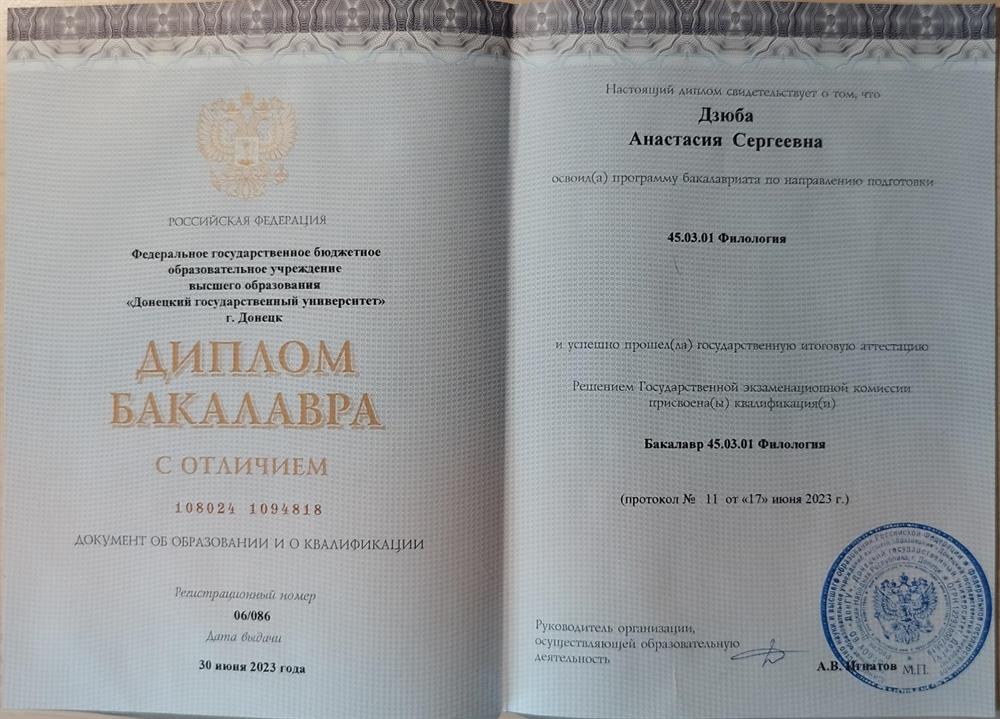 РОССИЙСКАЯ ФЕДЕРАЦИЯ
Федеральное государственное бюджетное
образовательное учреждение
высшего образования
«Донецкий государственный университет»
г. Донецк
ДИПЛОМ
БАКАЛАВРА
С ОТЛИЧИЕМ
108024 1094818
ДОКУМЕНТ ОБ ОБРАЗОВАНИИ И О КВАЛИФИКАЦИИ
Регистрационный номер
06/086
Дата выдачи
30 июня 2023 года
Настоящий диплом свидетельствует о том, что
Дзюба
Анастасия Сергеевна
освоил(а) программу бакалавриата по направлению подготовки
45.03.01 Филология
и успешно прошел(ла) государственную итоговую аттестацию
Решением Государственной экзаменационной комиссии
присвоена(ы) квалификация(и)
Бакалавр 45.03.01 Филология
(протокол № 11 от «17» июня 2023 г.)
Руководитель организации,
осуществляющей образовательную
деятельность
А.В. Игнатов
М.П.